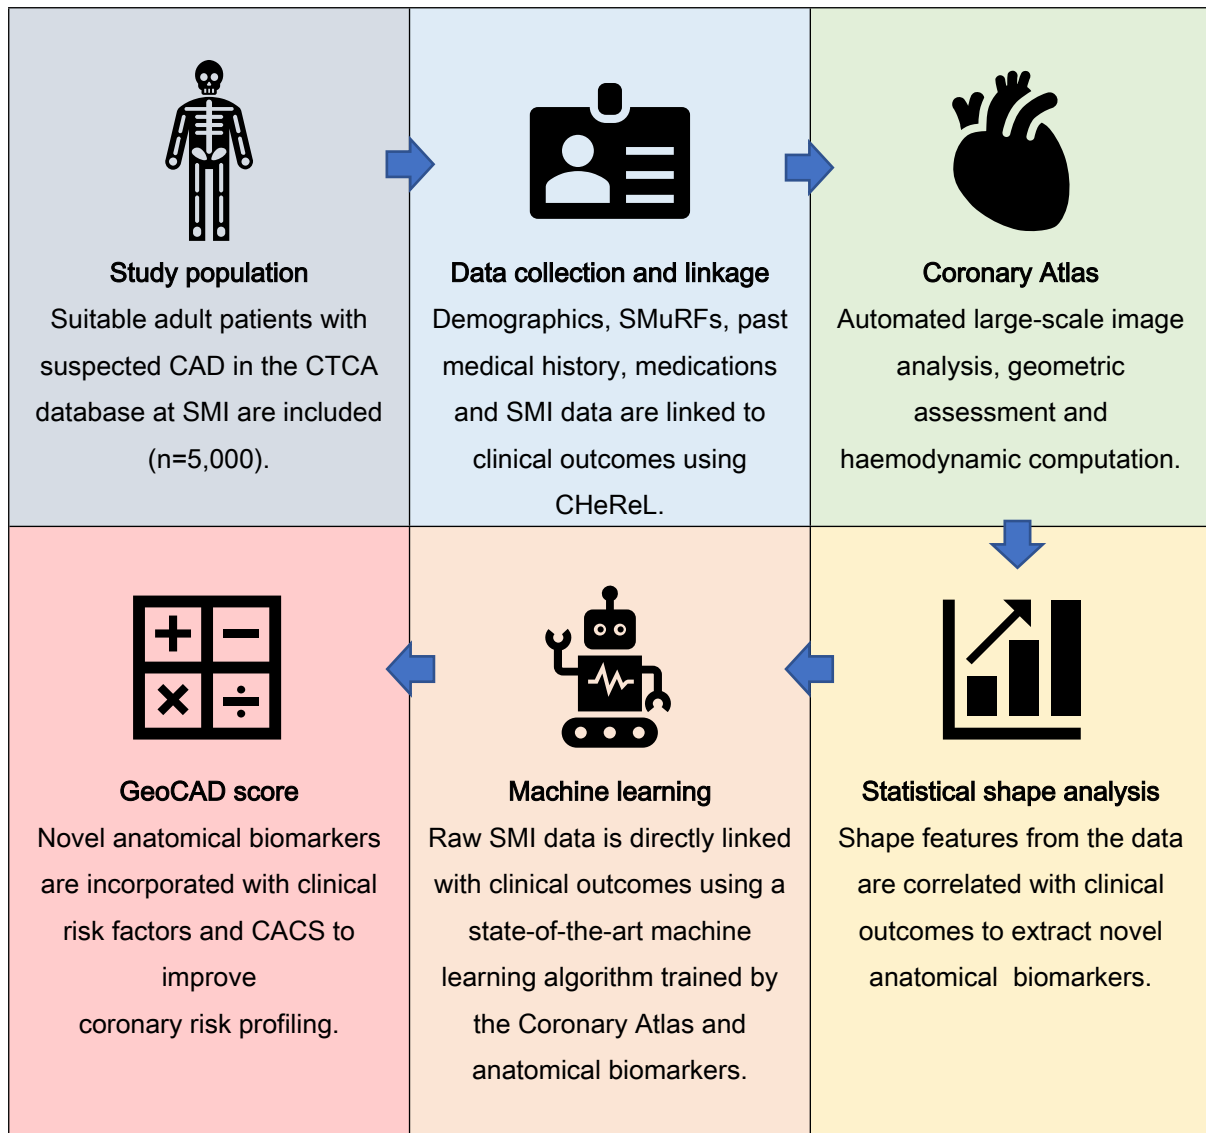 Study population
Suitable adult patients with
suspected CAD in the CTCA
database at SMI are included
(n=5,000).
Data collection and linkage
Demographics, SMuRFs, past
medical history, medications
and SMI data are linked to
clinical outcomes using
CHeReL.
Coronary Atlas
Automated large-scale image
analysis, geometric
assessment and
haemodynamic computation.
GeoCAD score
Novel anatomical biomarkers
are incorporated with clinical
risk factors and CACS to
improve
coronary risk profiling.
Machine learning
Raw SMI data is directly linked
with clinical outcomes using a
state-of-the-art machine
learning algorithm trained by
the Coronary Atlas and
anatomical biomarkers.
Statistical shape analysis
Shape features from the data
are correlated with clinical
outcomes to extract novel
anatomical  biomarkers.